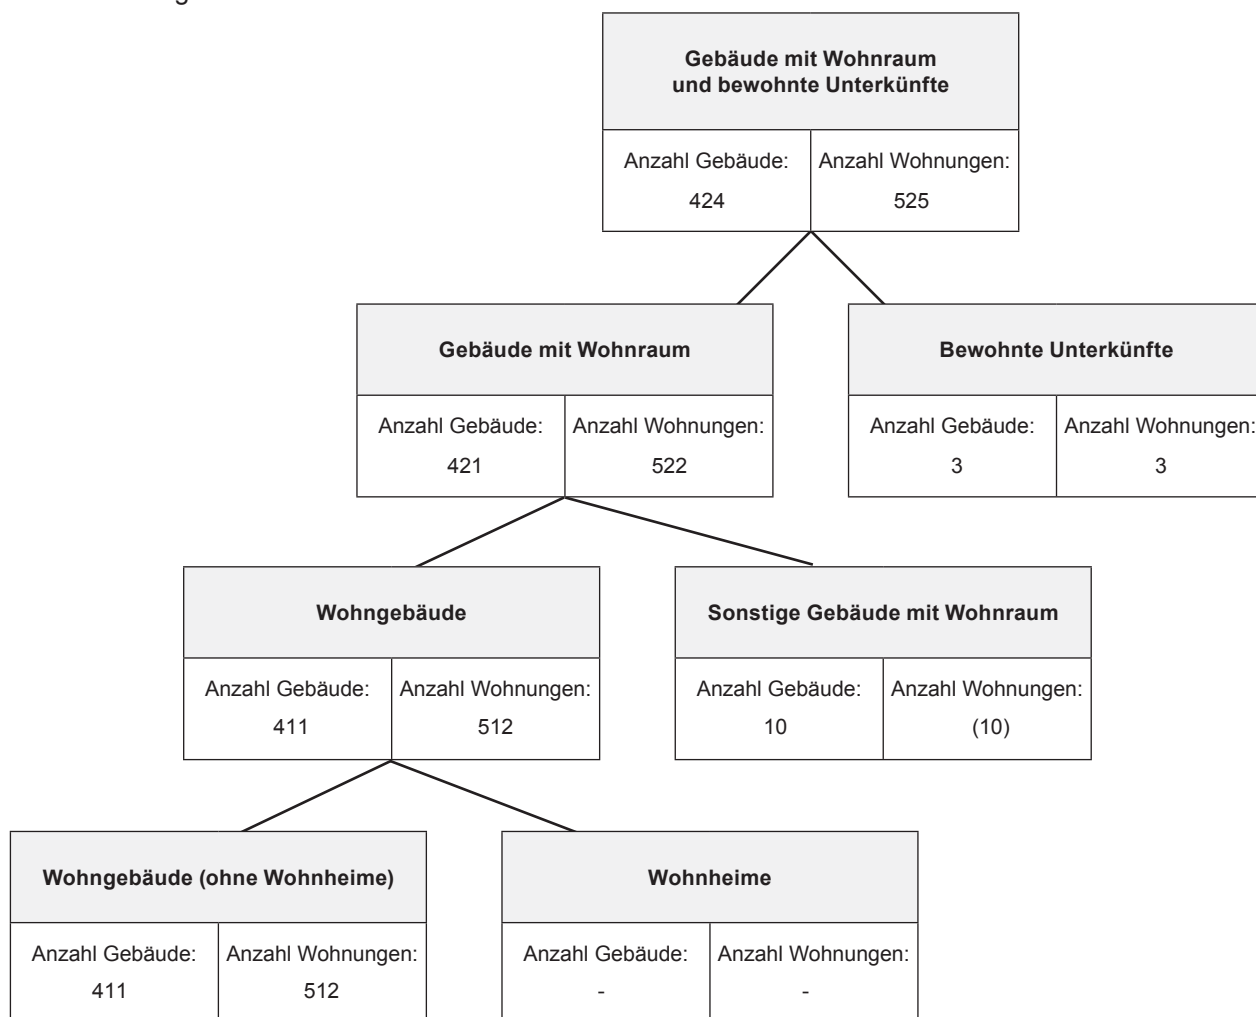 Gebäude mit Wohnraum
und bewohnte Unterkünfte
Anzahl Gebäude: Anzahl Wohnungen:
424 525
Gebäude mit Wohnraum
Bewohnte Unterkünfte
Anzahl Gebäude: Anzahl Wohnungen:
421 522
Anzahl Gebäude: Anzahl Wohnungen:
3 3
Wohngebäude
Sonstige Gebäude mit Wohnraum
Anzahl Gebäude: Anzahl Wohnungen:
411 512
Anzahl Gebäude: Anzahl Wohnungen:
10 (10)
Wohngebäude (ohne Wohnheime)
Wohnheime
Anzahl Gebäude: Anzahl Wohnungen:
411 512
Anzahl Gebäude: Anzahl Wohnungen:
- -